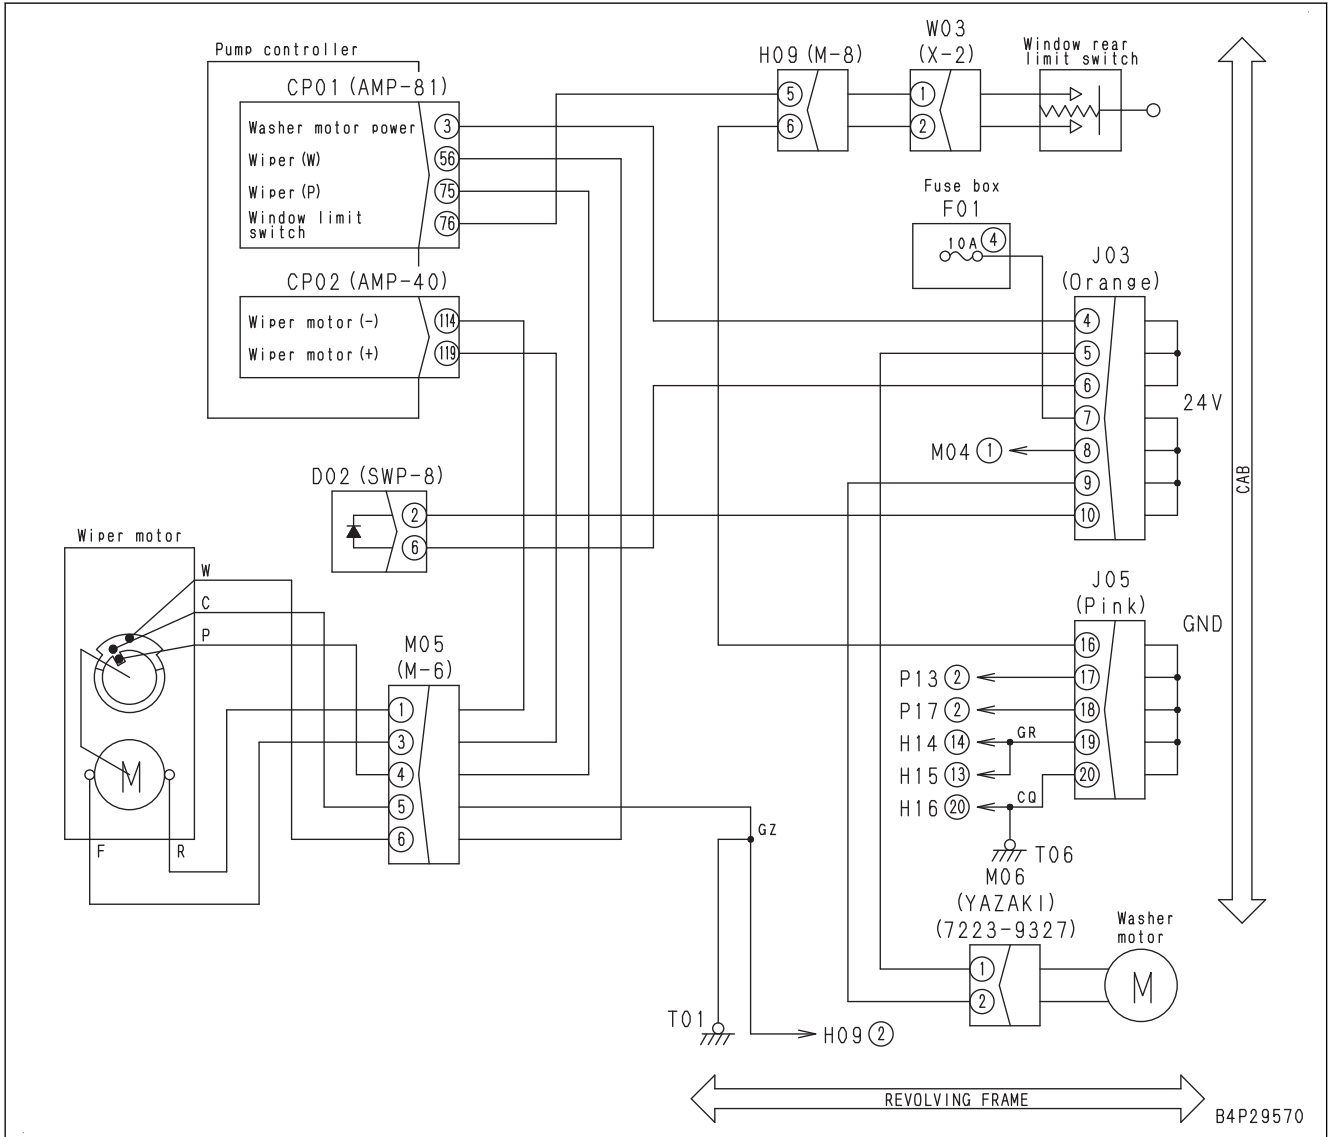 Pump controller
CP01 (AMP-81)
Washer motor power 3
Wiper (W) 56
Wiper (P) 75
Window limit
switch
76
CP02 (AMP-40)
Wiper motor (-) 114
Wiper motor (+) 119
H09 (M-8)
5
6
W03
(X-2)
1
2
Window rear
limit switch
Fuse box
F01
10A 4
J03
(Orange)
4
5
6
7
8
9
10
24V
M04 1
D02 (SWP-8)
2
6
Wiper motor
W
C
P
M
F
R
M05
(M-6)
1
3
4
5
6
GZ
T01
H09 2
J05
(Pink)
16
17
18
19
20
GND
P13 2
P17 2
H14 14
GR
H15 13
H16 20
CQ
T06
M06
(YAZAKI)
(7223-9327)
1
2
Washer
motor
M
CAB
REVOLVING FRAME
B4P29570